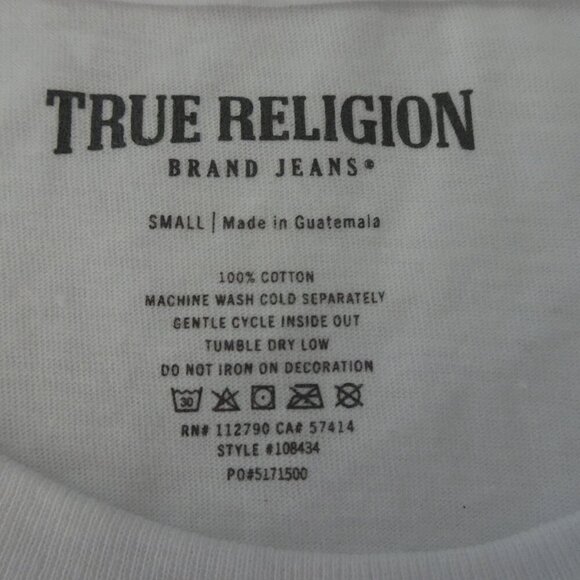 TRUE RELIGION
BRAND JEANS®
SMALL | Made in Guatemala
100% COTTON
MACHINE WASH COLD SEPARATELY
GENTLE CYCLE INSIDE OUT
TUMBLE DRY LOW
DO NOT IRON ON DECORATION
30
RN# 112790 CA# 57414
STYLE #108434
PO#5171500